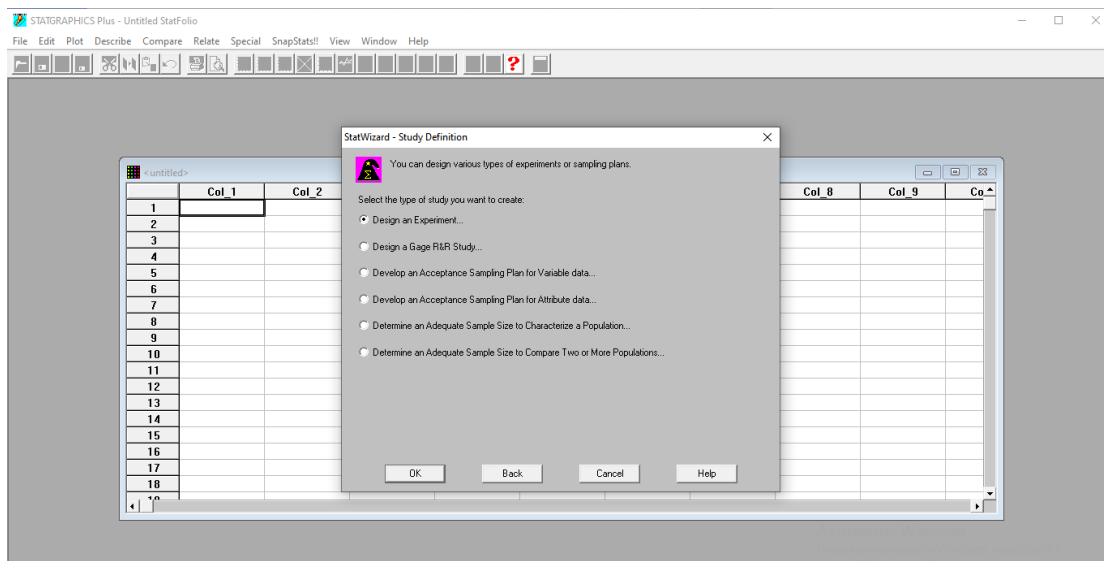 STATGRAPHICS Plus - Untitled StatFolio
File Edit Plot Describe Compare Relate Special SnapStats!! View Window Help
StatWizard - Study Definition
You can design various types of experiments or sampling plans.
Select the type of study you want to create:
Design an Experiment...
Design a Gage R&R Study...
Develop an Acceptance Sampling Plan for Variable data...
Develop an Acceptance Sampling Plan for Attribute data...
Determine an Adequate Sample Size to Characterize a Population...
Determine an Adequate Sample Size to Compare Two or More Populations...
OK Back Cancel Help
<untitled>
Col_1 Col_2 Col_8 Col_9 Co
1
2
3
4
5
6
7
8
9
10
11
12
13
14
15
16
17
18